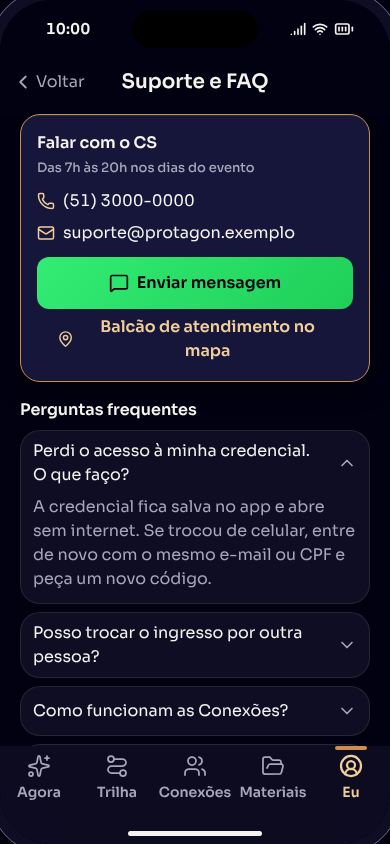 10:00
Voltar
Suporte e FAQ
Falar com o CS
Das 7h às 20h nos dias do evento
(51) 3000-0000
suporte@protagon.exemplo
Enviar mensagem
Balcão de atendimento no
mapa
Perguntas frequentes
Perdi o acesso à minha credencial.
O que faço?
A credencial fica salva no app e abre
sem internet. Se trocou de celular, entre
de novo com o mesmo e-mail ou CPF e
peça um novo código.
Posso trocar o ingresso por outra
pessoa?
Como funcionam as Conexões?
Agora
Trilha
Conexões
Materiais
Eu